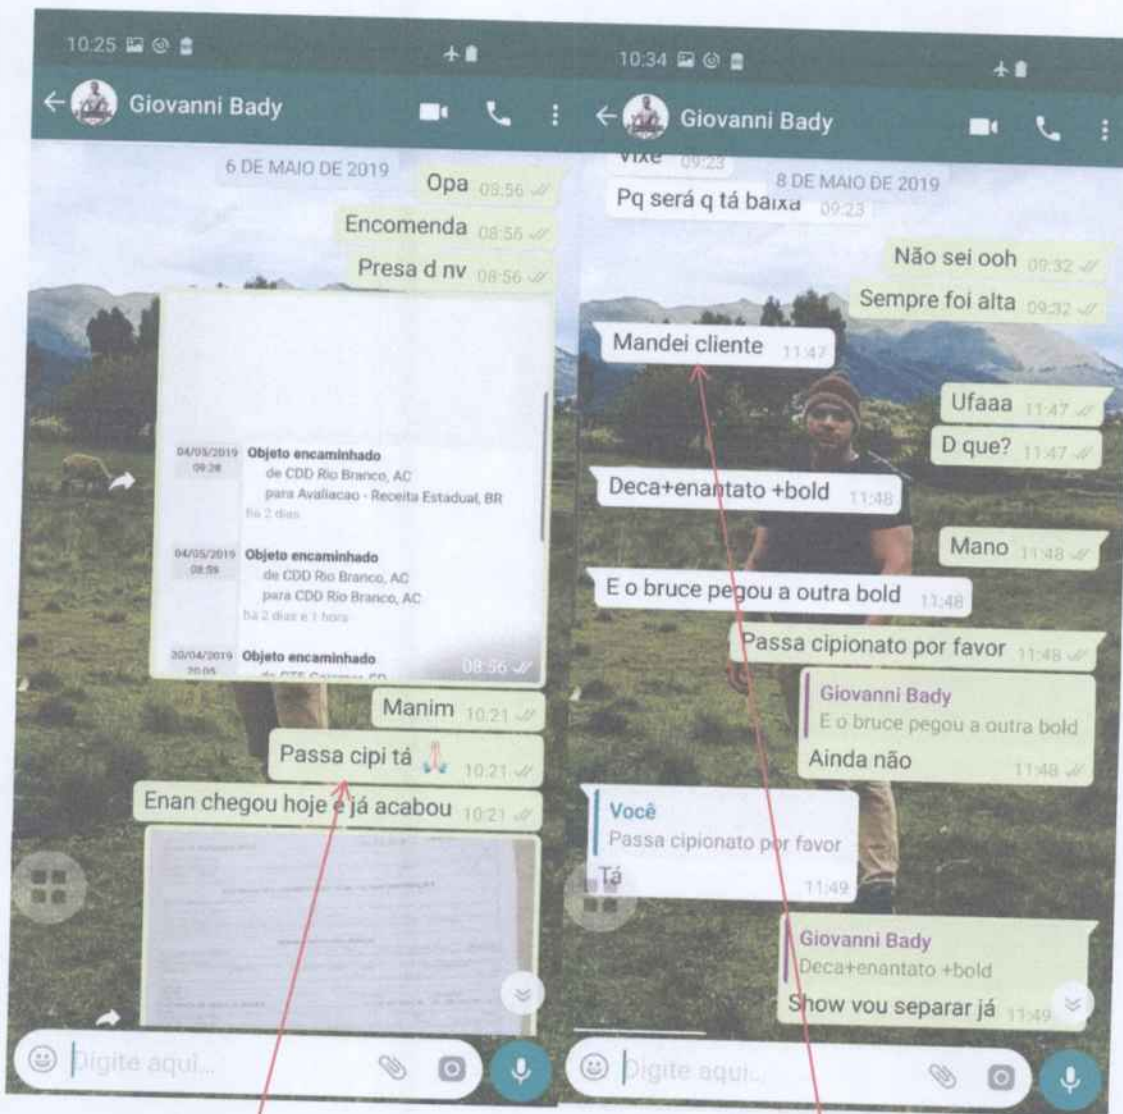 10:25
Giovanni Bady
6 DE MAIO DE 2019
Opa 08:56
Encomenda 08:56
Presa d nv 08:56
04/05/2019 Objeto encaminhado
09:28 de CDD Rio Branco, AC
para Avaliacao - Receita Estadual, BR
há 2 dias
04/05/2019 Objeto encaminhado
08:59 de CDD Rio Branco, AC
para CDD Rio Branco, AC
há 2 dias e 1 hora
Objeto encaminhado
08:56
Manim 10:21
Passa cipi tá 🙏🏻 10:21
Enan chegou hoje e já acabou 10:21
Digite aqui...
10:34
Giovanni Bady
Vixe 09:23
8 DE MAIO DE 2019
Pq será q tá baixa 09:23
Não sei ooh 09:32
Sempre foi alta 09:32
Mandei cliente 11:47
Ufaaa 11:47
D que? 11:47
Deca+enantato +bold 11:48
Mano 11:48
E o bruce pegou a outra bold 11:48
Passa cipionato por favor 11:48
Giovanni Bady
E o bruce pegou a outra bold
Ainda não 11:48
Você
Passa cipionato por favor
Tá 11:49
Giovanni Bady
Deca+enantato +bold
Show vou separar já 11:49
Digite aqui...